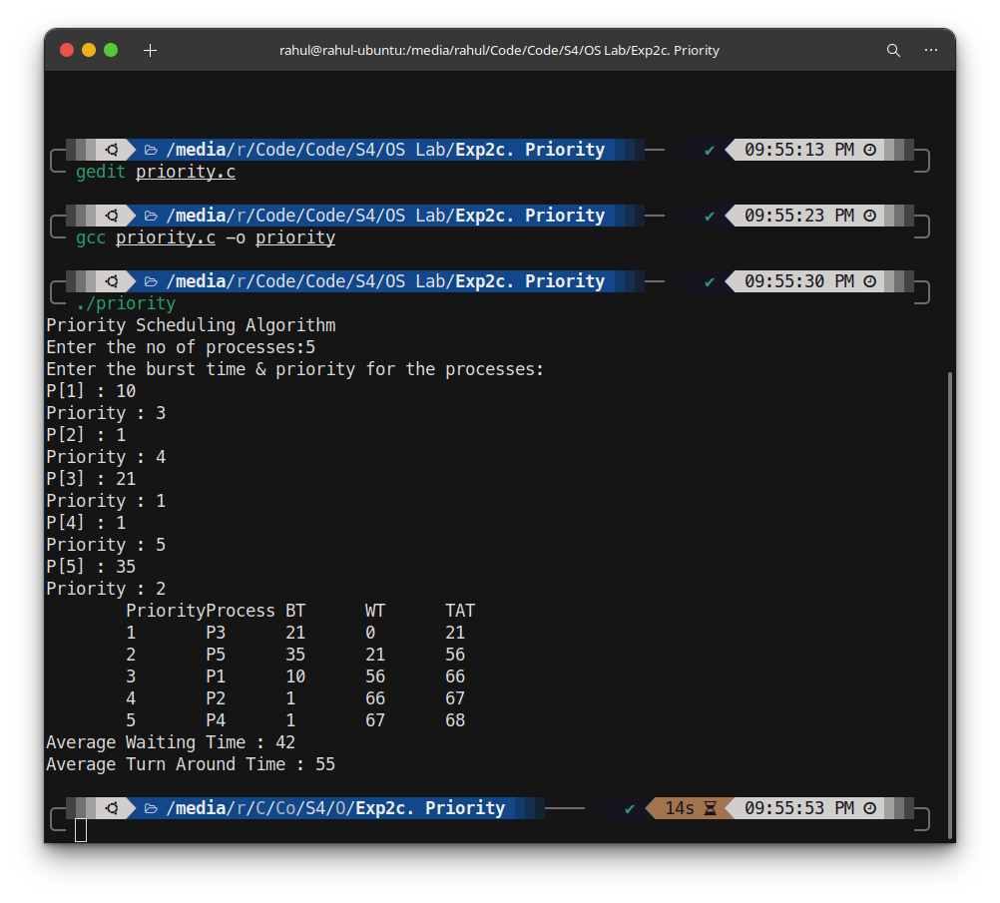 rahul@rahul-ubuntu:/media/rahul/Code/Code/S4/OS Lab/Exp2c. Priority
/media/r/Code/Code/S4/OS Lab/Exp2c. Priority ✔ 09:55:13 PM
gedit priority.c
/media/r/Code/Code/S4/OS Lab/Exp2c. Priority ✔ 09:55:23 PM
gcc priority.c -o priority
/media/r/Code/Code/S4/OS Lab/Exp2c. Priority ✔ 09:55:30 PM
./priority
Priority Scheduling Algorithm
Enter the no of processes:5
Enter the burst time & priority for the processes:
P[1] : 10
Priority : 3
P[2] : 1
Priority : 4
P[3] : 21
Priority : 1
P[4] : 1
Priority : 5
P[5] : 35
Priority : 2
PriorityProcess BT WT TAT
1 P3 21 0 21
2 P5 35 21 56
3 P1 10 56 66
4 P2 1 66 67
5 P4 1 67 68
Average Waiting Time : 42
Average Turn Around Time : 55
/media/r/C/Co/S4/O/Exp2c. Priority ✔ 14s 09:55:53 PM